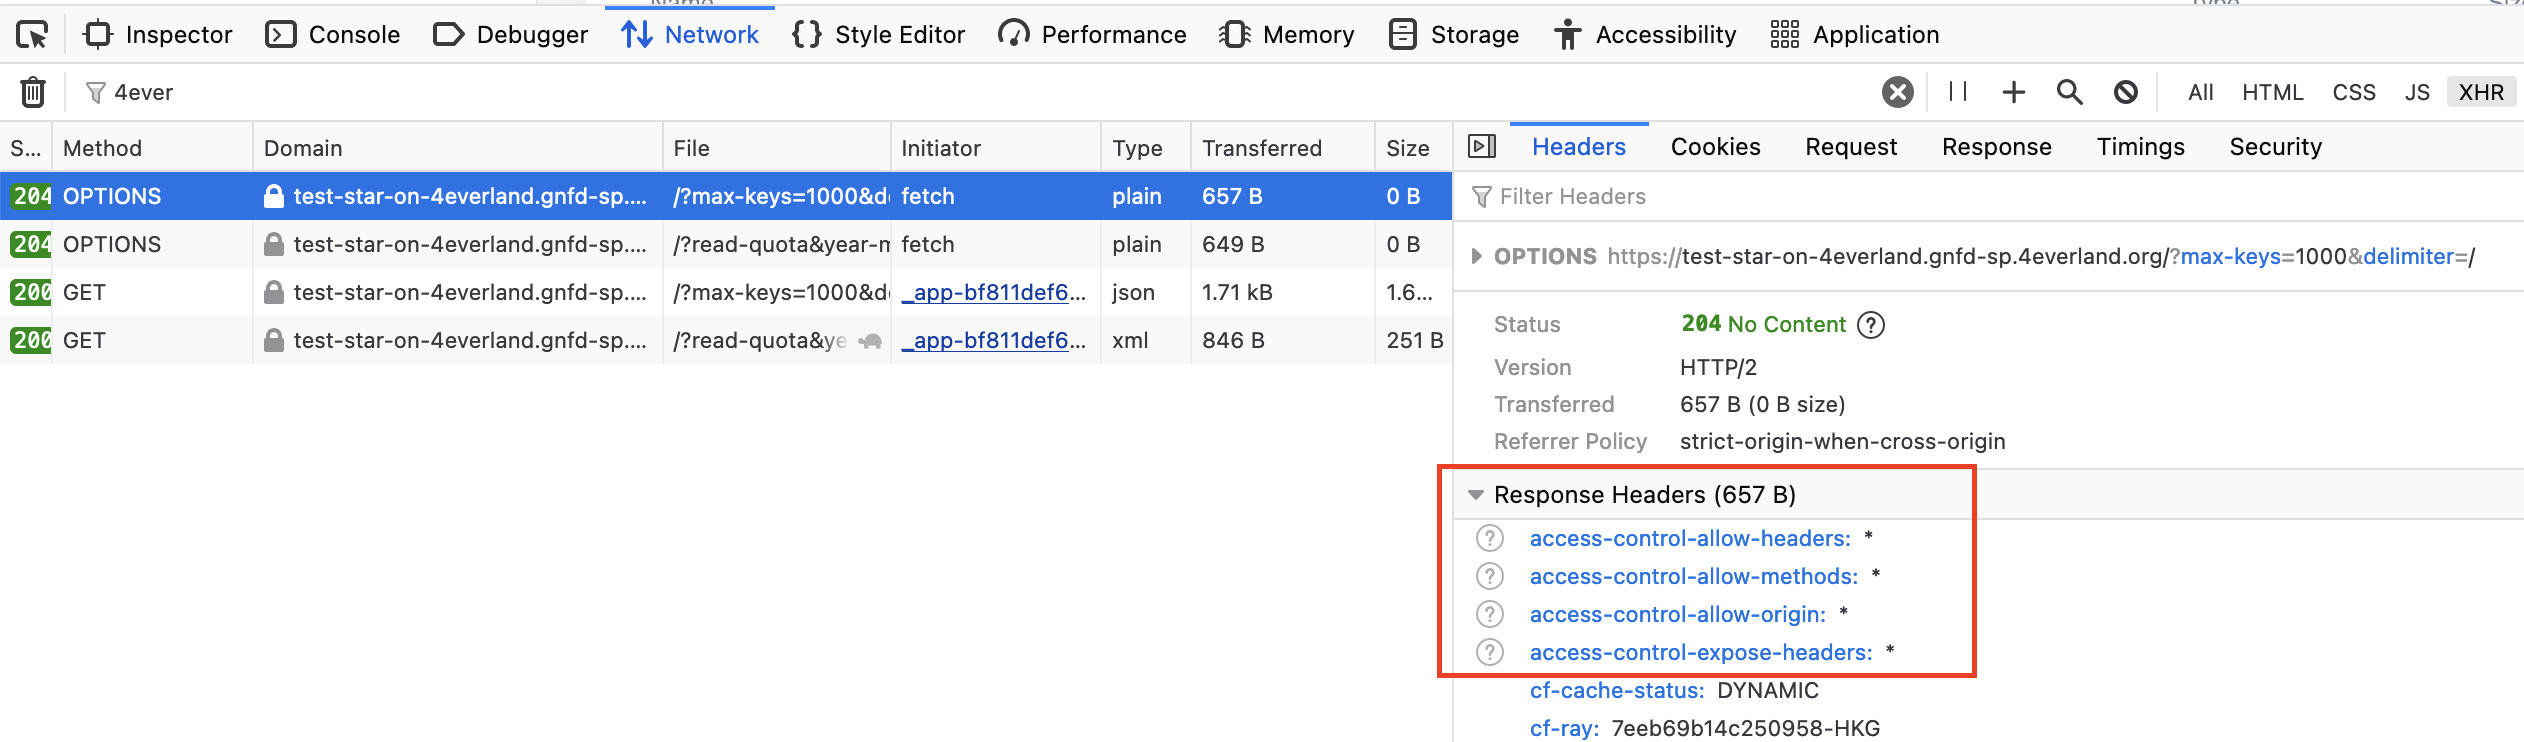 Inspector Console Debugger Network Style Editor Performance Memory Storage Accessibility Application
4ever All HTML CSS JS XHR
S... Method Domain File Initiator Type Transferred Size Headers Cookies Request Response Timings Security
204 OPTIONS test-star-on-4everland.gnfd-sp.... /?max-keys=1000&de fetch plain 657 B 0 B
Filter Headers
204 OPTIONS test-star-on-4everland.gnfd-sp.... /?read-quota&year-m fetch plain 649 B 0 B
OPTIONS https://test-star-on-4everland.gnfd-sp.4everland.org/?max-keys=1000&delimiter=/
200 GET test-star-on-4everland.gnfd-sp.... /?max-keys=1000&de _app-bf811def6... json 1.71 kB 1.6...
200 GET test-star-on-4everland.gnfd-sp.... /?read-quota&ye _app-bf811def6... xml 846 B 251 B
Status 204 No Content ?
Version HTTP/2
Transferred 657 B (0 B size)
Referrer Policy strict-origin-when-cross-origin
Response Headers (657 B)
? access-control-allow-headers: *
? access-control-allow-methods: *
? access-control-allow-origin: *
? access-control-expose-headers: *
cf-cache-status: DYNAMIC
cf-ray: 7eeb69b14c250958-HKG